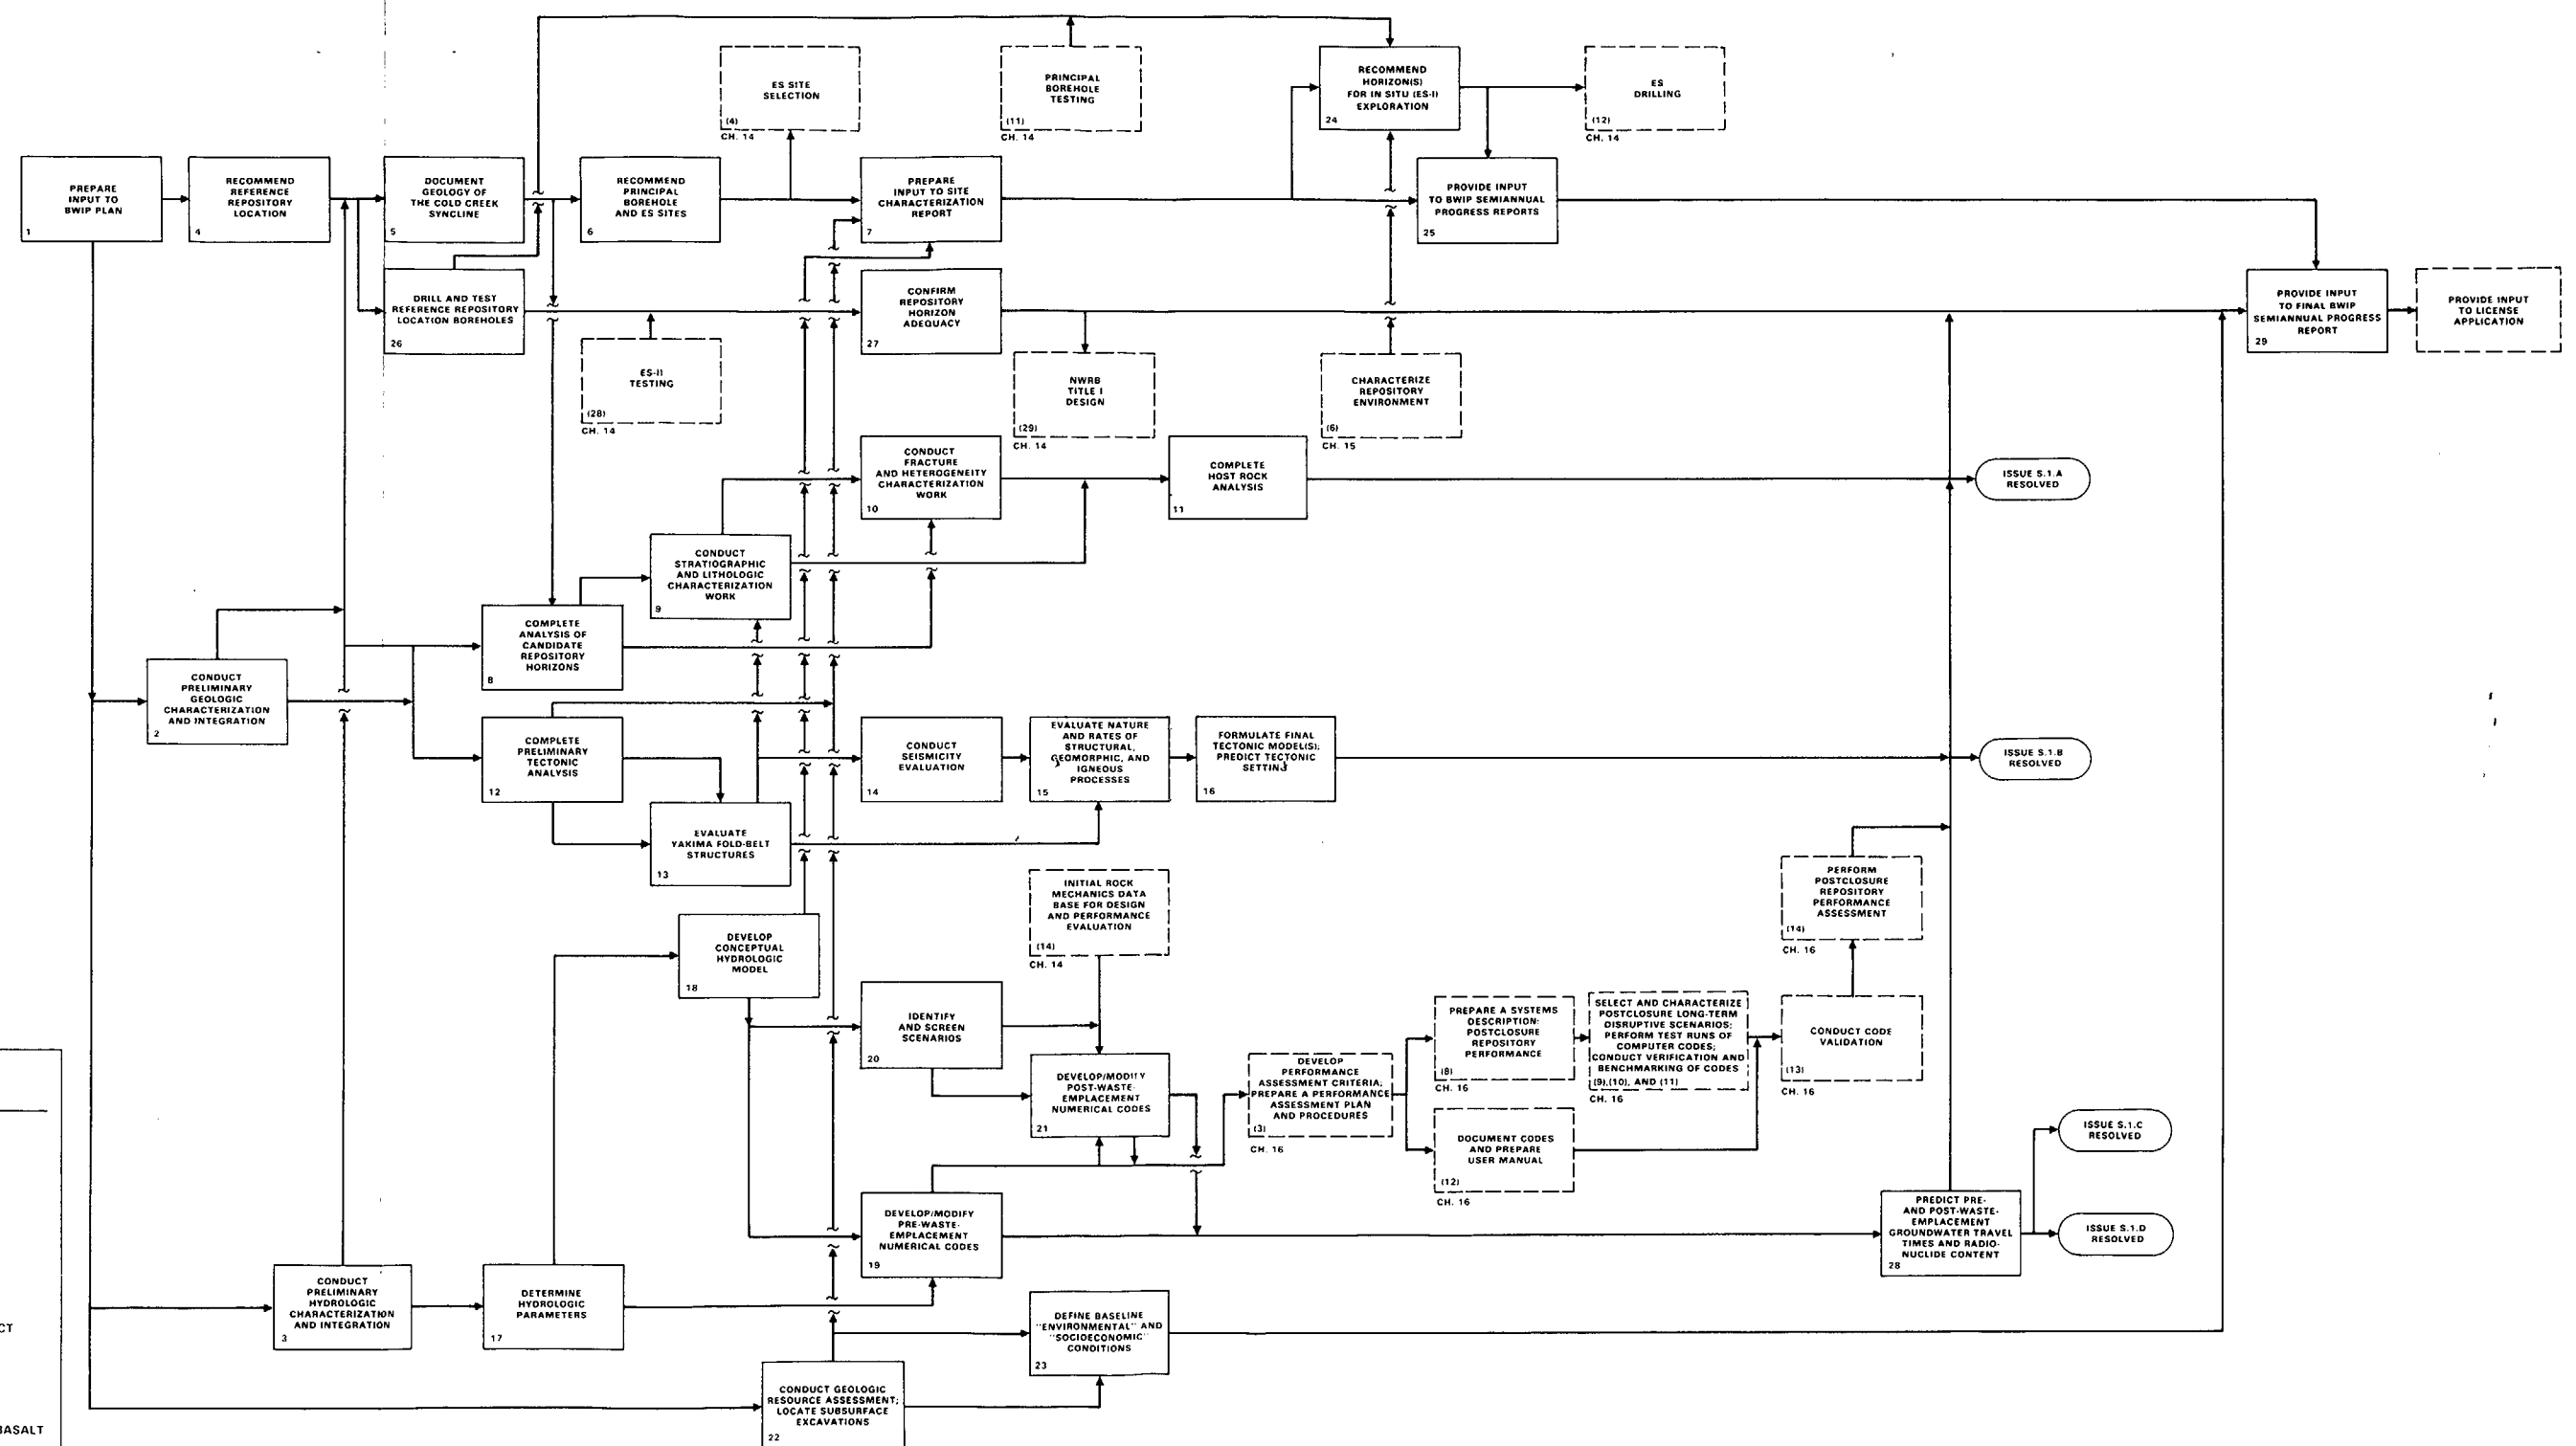 ES SITE
SELECTION
(4)
CH. 14
PRINCIPAL
BOREHOLE
TESTING
(11)
CH. 14
RECOMMEND
HORIZON(S)
FOR IN SITU (ES-I)
EXPLORATION
24
ES
DRILLING
(12)
CH. 14
PREPARE
INPUT TO
BWIP PLAN
1
RECOMMEND
REFERENCE
REPOSITORY
LOCATION
4
DOCUMENT
GEOLOGY OF
THE COLD CREEK
SYNCLINE
5
RECOMMEND
PRINCIPAL
BOREHOLE
AND ES SITES
6
PREPARE
INPUT TO SITE
CHARACTERIZATION
REPORT
7
PROVIDE INPUT
TO BWIP SEMIANNUAL
PROGRESS REPORTS
25
DRILL AND TEST
REFERENCE REPOSITORY
LOCATION BOREHOLES
26
CONFIRM
REPOSITORY
HORIZON
ADEQUACY
27
PROVIDE INPUT
TO FINAL BWIP
SEMIANNUAL PROGRESS
REPORT
29
PROVIDE INPUT
TO LICENSE
APPLICATION
ES-II
TESTING
(28)
CH. 14
NWRB
TITLE I
DESIGN
(29)
CH. 14
CHARACTERIZE
REPOSITORY
ENVIRONMENT
(6)
CH. 15
CONDUCT
FRACTURE
AND HETEROGENEITY
CHARACTERIZATION
WORK
10
COMPLETE
HOST ROCK
ANALYSIS
11
ISSUE S.1.A
RESOLVED
CONDUCT
STRATIOGRAPHIC
AND LITHOLOGIC
CHARACTERIZATION
WORK
9
COMPLETE
ANALYSIS OF
CANDIDATE
REPOSITORY
HORIZONS
8
CONDUCT
PRELIMINARY
GEOLOGIC
CHARACTERIZATION
AND INTEGRATION
2
COMPLETE
PRELIMINARY
TECTONIC
ANALYSIS
12
CONDUCT
SEISMICITY
EVALUATION
14
EVALUATE NATURE
AND RATES OF
STRUCTURAL,
GEOMORPHIC, AND
IGNEOUS
PROCESSES
15
FORMULATE FINAL
TECTONIC MODEL(S);
PREDICT TECTONIC
SETTING
16
ISSUE S.1.B
RESOLVED
EVALUATE
YAKIMA FOLD-BELT
STRUCTURES
13
INITIAL ROCK
MECHANICS DATA
BASE FOR DESIGN
AND PERFORMANCE
EVALUATION
(14)
CH. 14
PERFORM
POSTCLOSURE
REPOSITORY
PERFORMANCE
ASSESSMENT
(14)
CH. 16
DEVELOP
CONCEPTUAL
HYDROLOGIC
MODEL
18
IDENTIFY
AND SCREEN
SCENARIOS
20
PREPARE A SYSTEMS
DESCRIPTION:
POSTCLOSURE
REPOSITORY
PERFORMANCE
(8)
CH. 16
SELECT AND CHARACTERIZE
POSTCLOSURE LONG-TERM
DISRUPTIVE SCENARIOS;
PERFORM TEST RUNS OF
COMPUTER CODES;
CONDUCT VERIFICATION AND
BENCHMARKING OF CODES
(9),(10), AND (11)
CH. 16
CONDUCT CODE
VALIDATION
(13)
CH. 16
DEVELOP/MODIFY
POST-WASTE-
EMPLACEMENT
NUMERICAL CODES
21
DEVELOP
PERFORMANCE
ASSESSMENT CRITERIA;
PREPARE A PERFORMANCE
ASSESSMENT PLAN
AND PROCEDURES
(3)
CH. 16
DOCUMENT CODES
AND PREPARE
USER MANUAL
(12)
CH. 16
ISSUE S.1.C
RESOLVED
DEVELOP/MODIFY
PRE-WASTE-
EMPLACEMENT
NUMERICAL CODES
19
PREDICT PRE-
AND POST-WASTE-
EMPLACEMENT
GROUNDWATER TRAVEL
TIMES AND RADIO-
NUCLIDE CONTENT
28
ISSUE S.1.D
RESOLVED
CONDUCT
PRELIMINARY
HYDROLOGIC
CHARACTERIZATION
AND INTEGRATION
3
DETERMINE
HYDROLOGIC
PARAMETERS
17
DEFINE BASELINE
"ENVIRONMENTAL" AND
"SOCIOECONOMIC"
CONDITIONS
23
CONDUCT GEOLOGIC
RESOURCE ASSESSMENT;
LOCATE SUBSURFACE
EXCAVATIONS
22
CT
BASALT